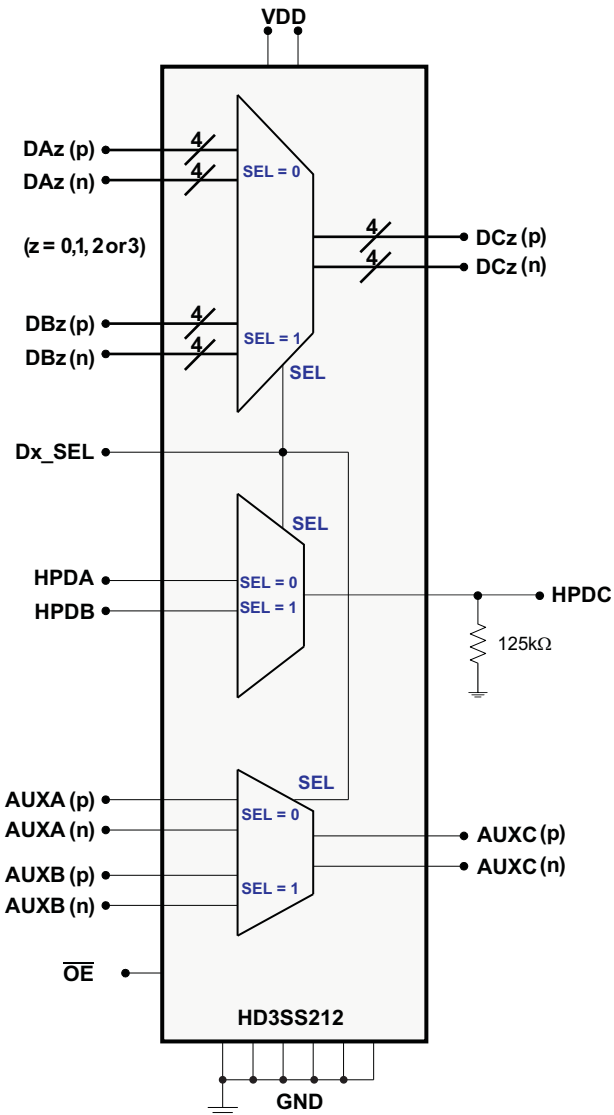 VDD
DAz (p)
4
DAz (n)
4
SEL = 0
(z = 0,1, 2 or 3)
4
DCz (p)
4
DCz (n)
DBz (p)
4
DBz (n)
4
SEL = 1
SEL
Dx_SEL
SEL
HPDA
SEL = 0
HPDB
SEL = 1
HPDC
125kΩ
SEL
AUXA (p)
AUXA (n)
SEL = 0
AUXC (p)
AUXC (n)
AUXB (p)
AUXB (n)
SEL = 1
O̅E̅
HD3SS212
GND